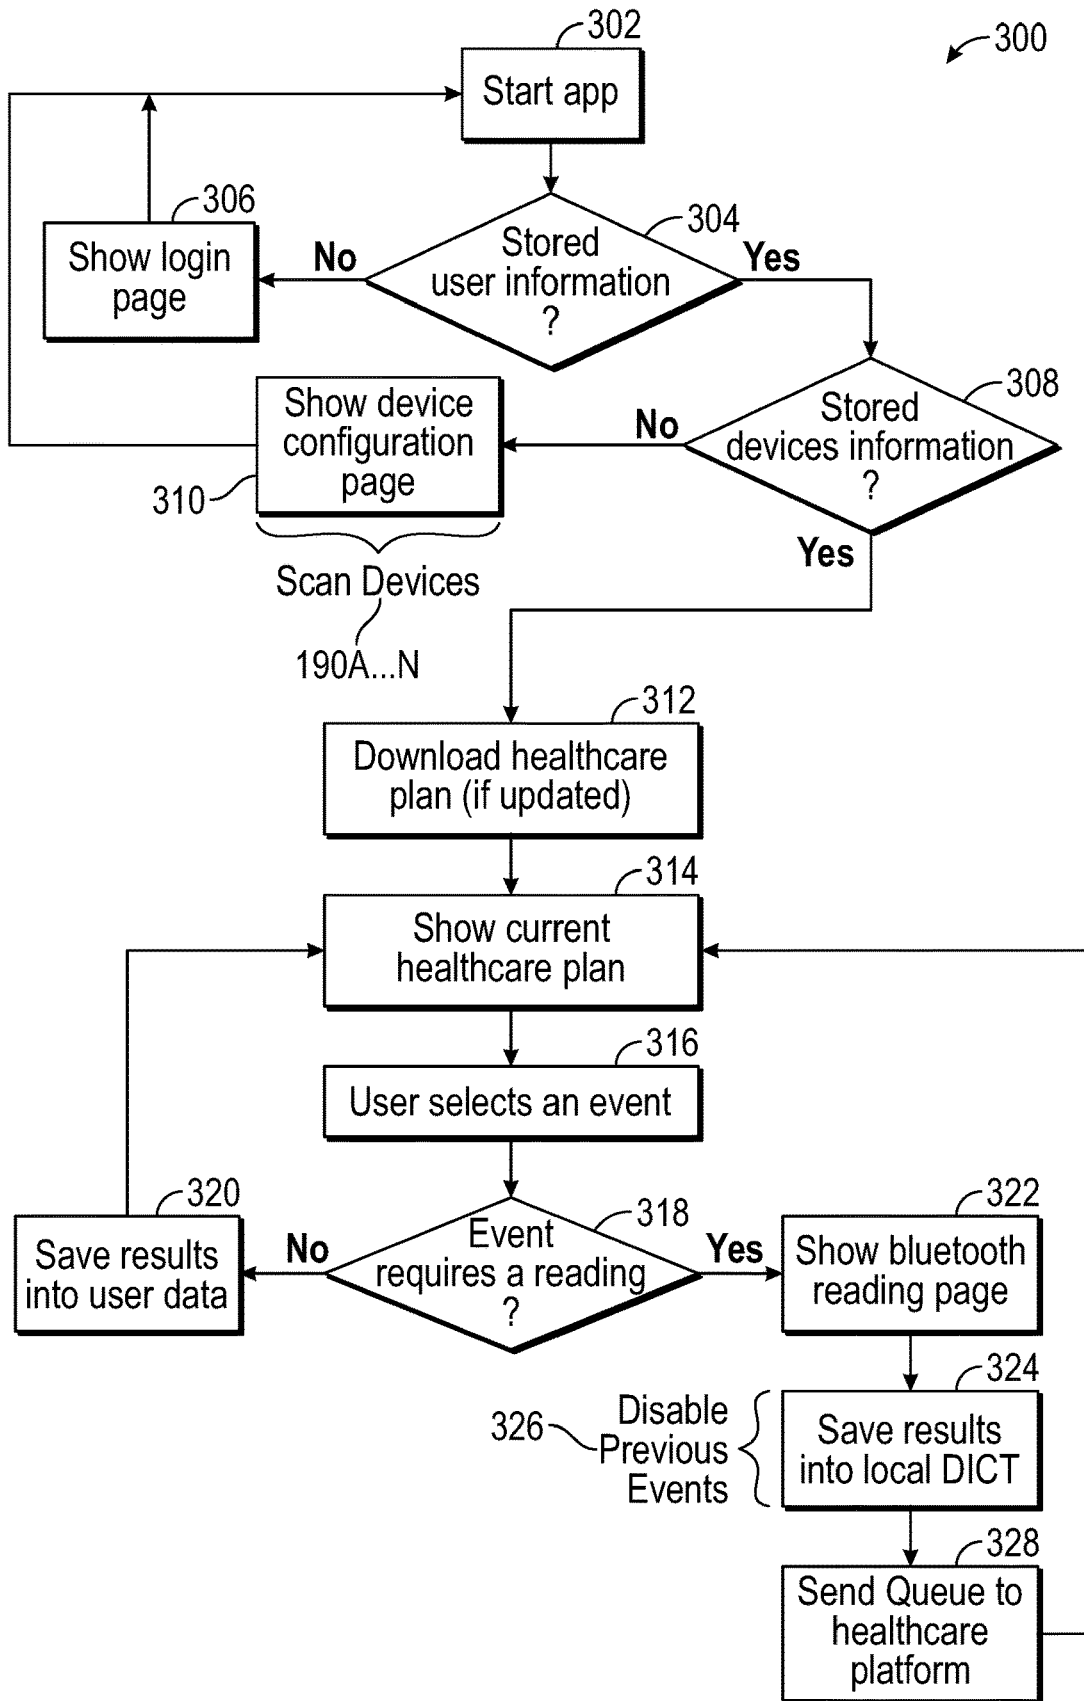 302
300
Start app
306
304
Show login
page
No
Stored
user information
?
Yes
308
Show device
configuration
page
310
No
Stored
devices information
?
Yes
Scan Devices
190A...N
312
Download healthcare
plan (if updated)
314
Show current
healthcare plan
316
User selects an event
320
318
322
Save results
into user data
No
Event
requires a reading
?
Yes
Show bluetooth
reading page
324
326
Disable
Previous
Events
Save results
into local DICT
328
Send Queue to
healthcare
platform